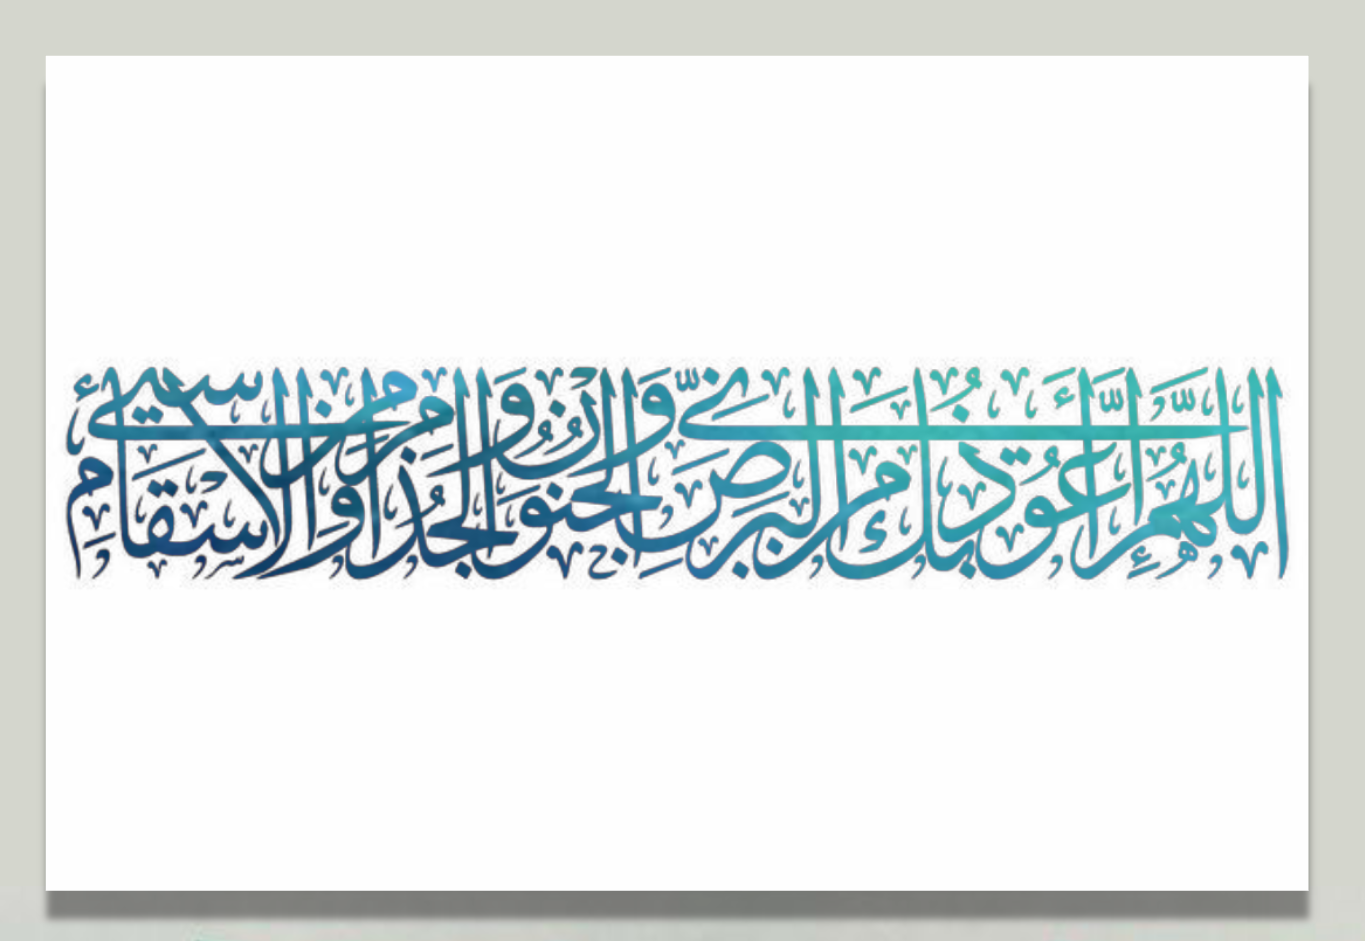 اللهم إني أعوذ بك من البرص والجنون والجذام ومن سيئ الأسقام